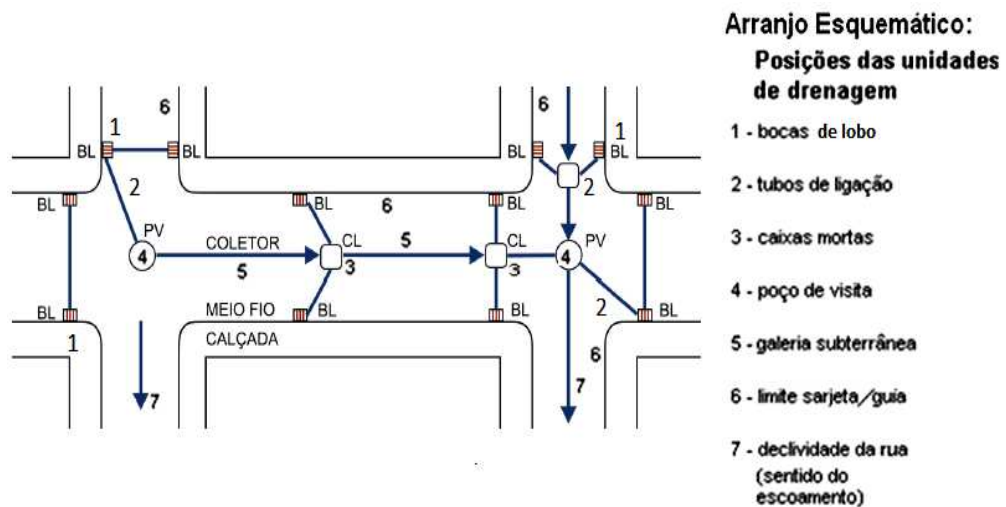 Arranjo Esquemático:
Posições das unidades
de drenagem
1 - bocas de lobo
2 - tubos de ligação
3 - caixas mortas
4 - poço de visita
5 - galeria subterrânea
6 - limite sarjeta/guia
7 - declividade da rua
(sentido do
escoamento)
6
6
1
1
BL
BL
BL
BL
2
2
BL
BL
6
BL
BL
PV
CL
CL
PV
4
COLETOR
5
3
5
3
4
BL
MEIO FIO
BL
BL
2
BL
1
CALÇADA
6
7
7